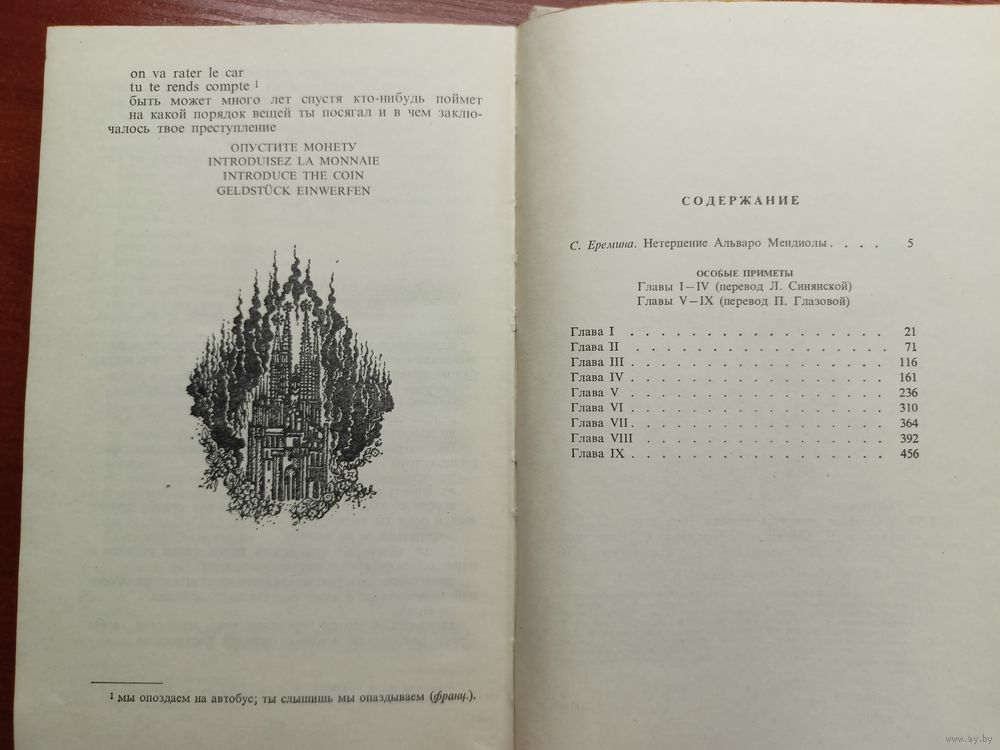 on va rater le car
tu te rends compte 1
быть может много лет спустя кто-нибудь поймет
на какой порядок вещей ты посягал и в чем заклю-
чалось твое преступление
ОПУСТИТЕ МОНЕТУ
INTRODUISEZ LA MONNAIE
INTRODUCE THE COIN
GELDSTÜCK EINWERFEN
1 мы опоздаем на автобус; ты слышишь мы опаздываем (франц.).
СОДЕРЖАНИЕ
С. Еремина. Нетерпение Альваро Мендиолы . . . . 5
ОСОБЫЕ ПРИМЕТЫ
Главы I—IV (перевод Л. Синянской)
Главы V—IX (перевод П. Глазовой)
Глава I . . . . . . . . . . . . . . . . . 21
Глава II . . . . . . . . . . . . . . . . . 71
Глава III . . . . . . . . . . . . . . . . . 116
Глава IV . . . . . . . . . . . . . . . . . 161
Глава V . . . . . . . . . . . . . . . . . 236
Глава VI . . . . . . . . . . . . . . . . . 310
Глава VII . . . . . . . . . . . . . . . . . 364
Глава VIII . . . . . . . . . . . . . . . . 392
Глава IX . . . . . . . . . . . . . . . . . 456
www.ay.by